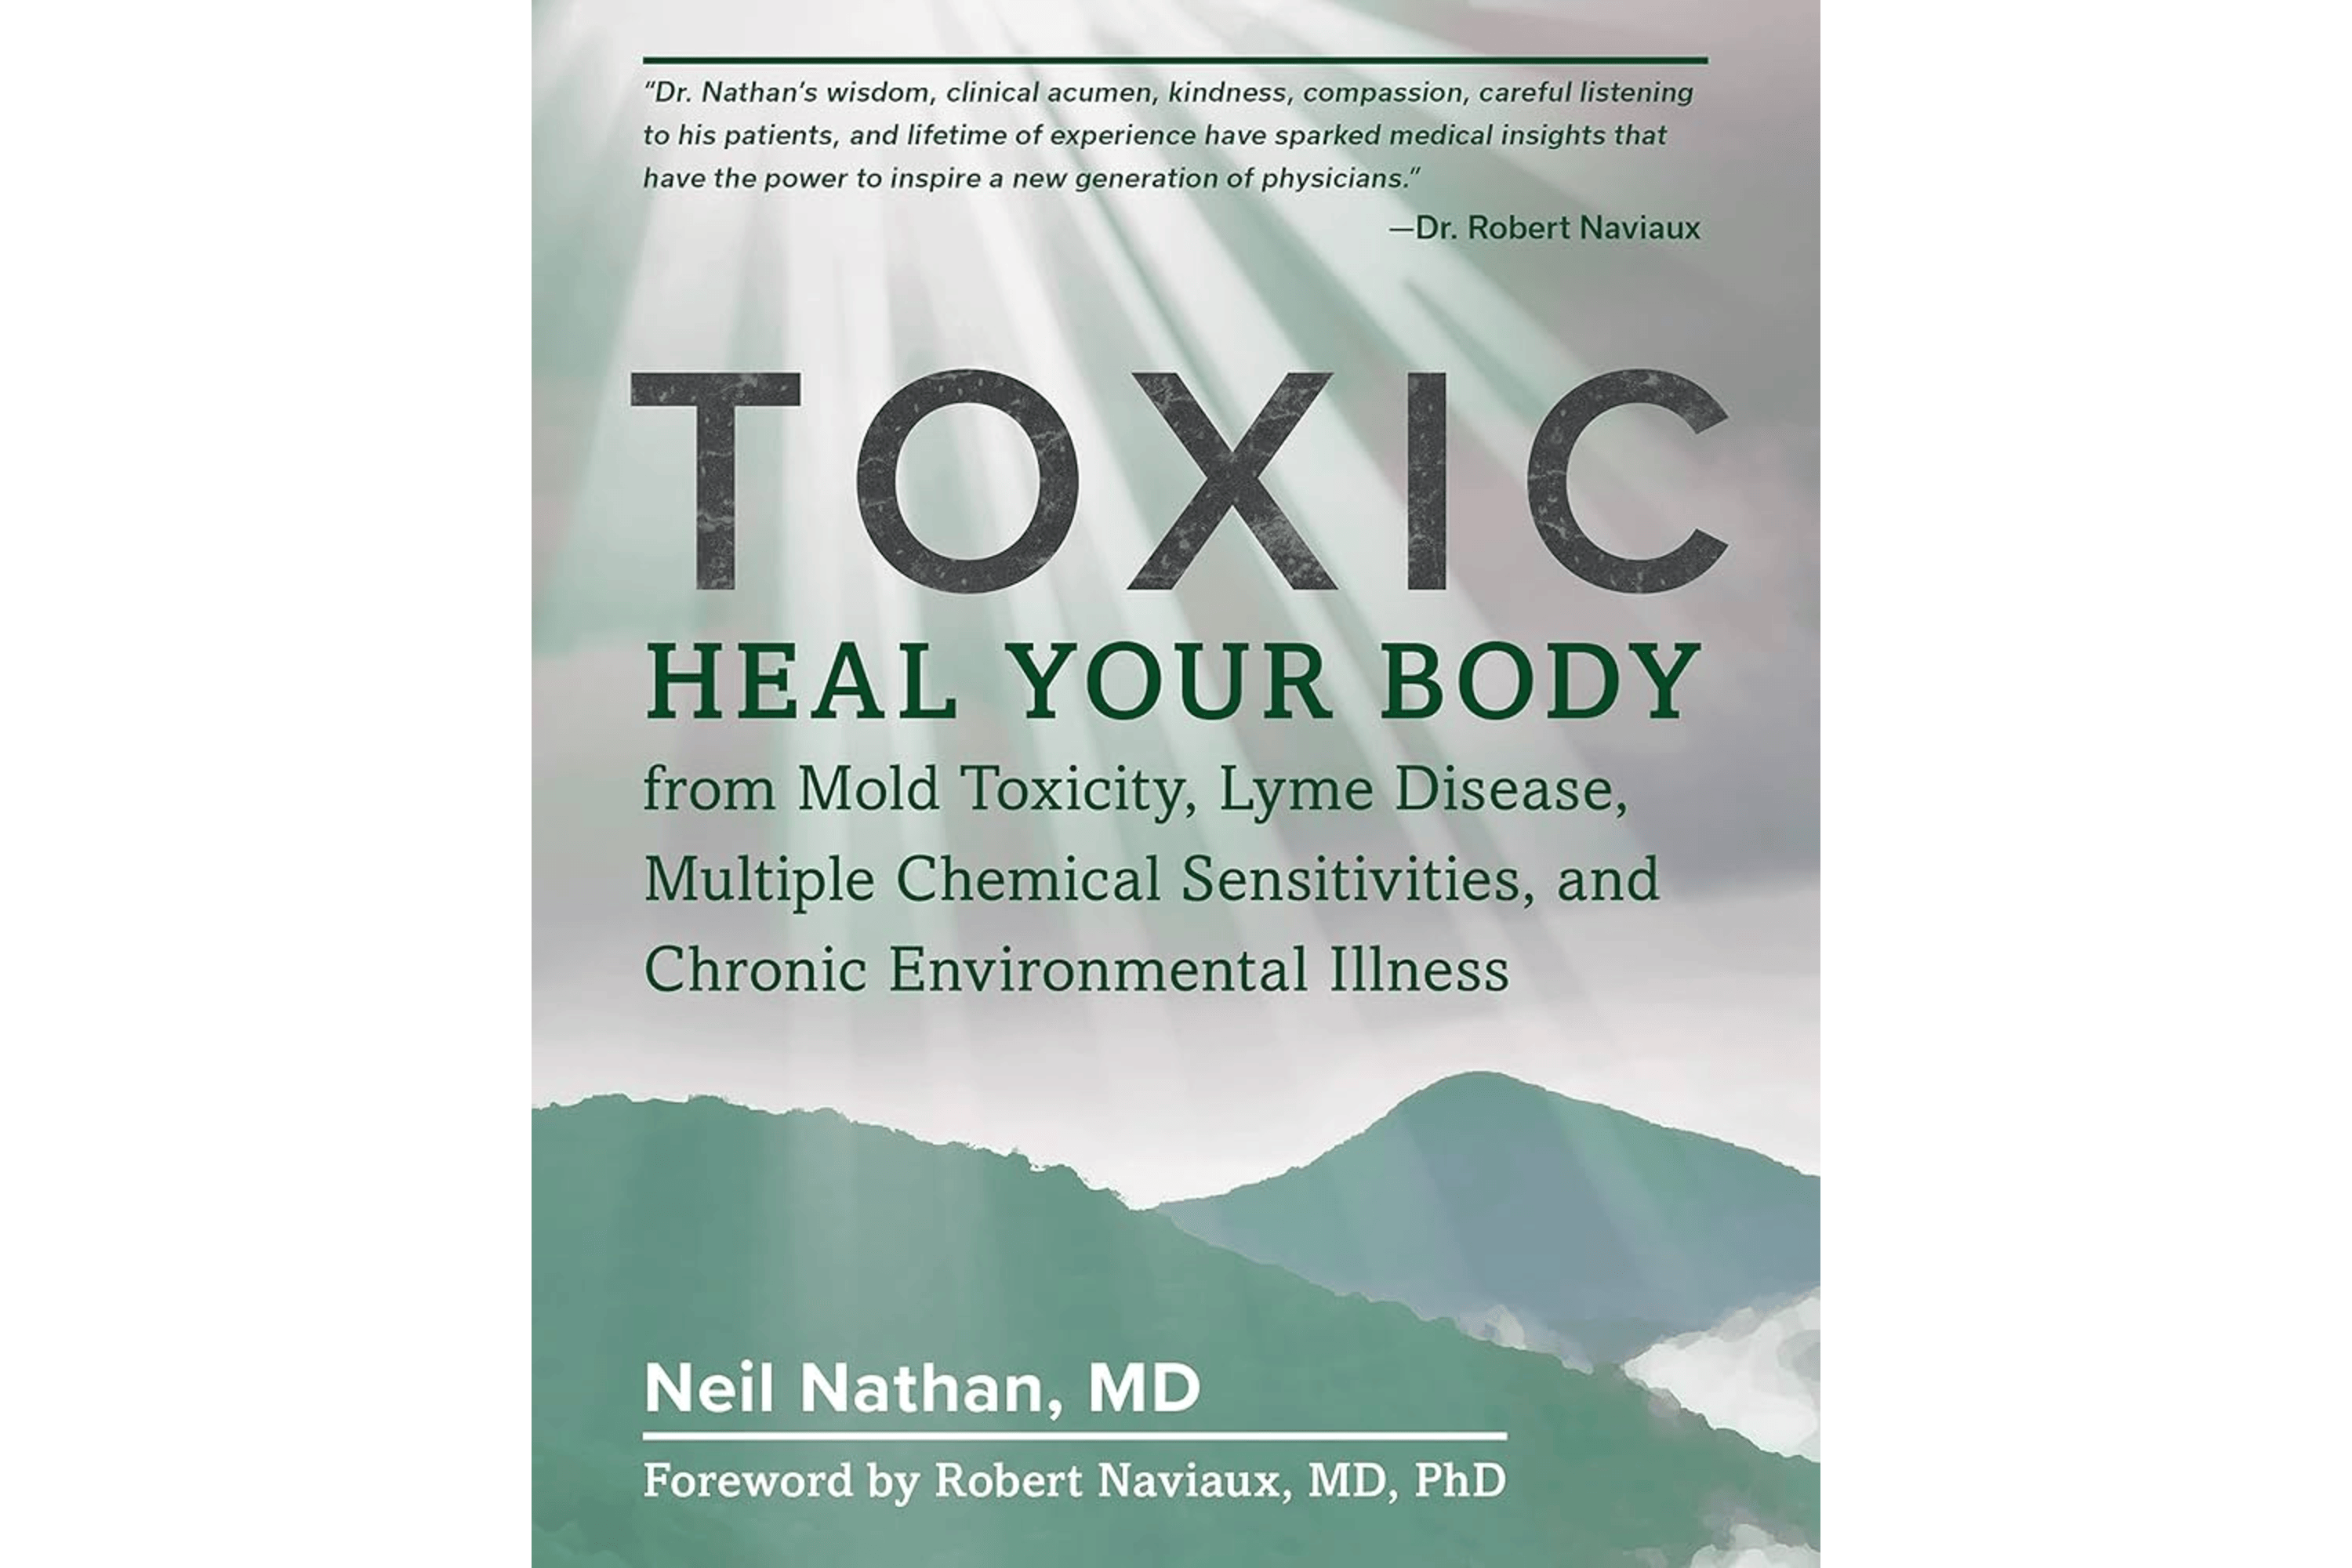 “Dr. Nathan’s wisdom, clinical acumen, kindness, compassion, careful listening
to his patients, and lifetime of experience have sparked medical insights that
have the power to inspire a new generation of physicians.”
—Dr. Robert Naviaux
TOXIC
HEAL YOUR BODY
from Mold Toxicity, Lyme Disease,
Multiple Chemical Sensitivities, and
Chronic Environmental Illness
Neil Nathan, MD
Foreword by Robert Naviaux, MD, PhD